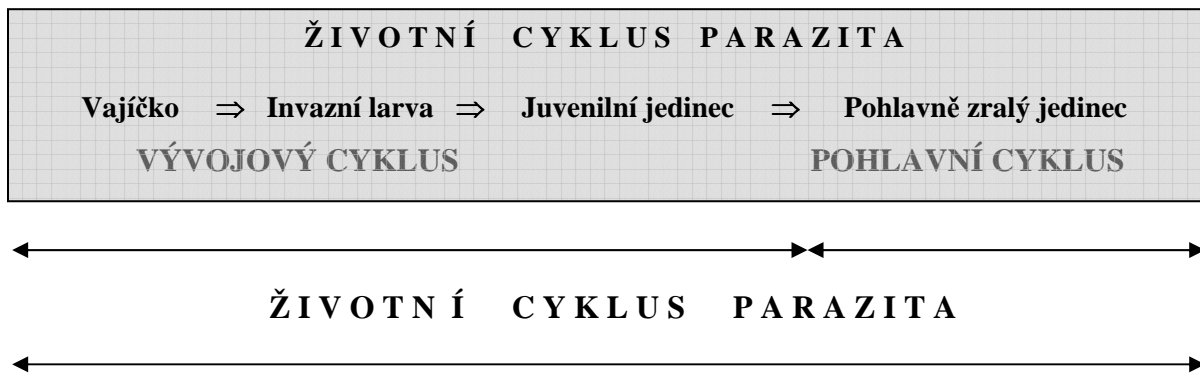 ŽIVOTNÍ CYKLUS PARAZITA
Vajíčko ⇒ Invazní larva ⇒ Juvenilní jedinec ⇒ Pohlavně zralý jedinec
VÝVOJOVÝ CYKLUS POHLAVNÍ CYKLUS
ŽIVOTNÍ CYKLUS PARAZITA